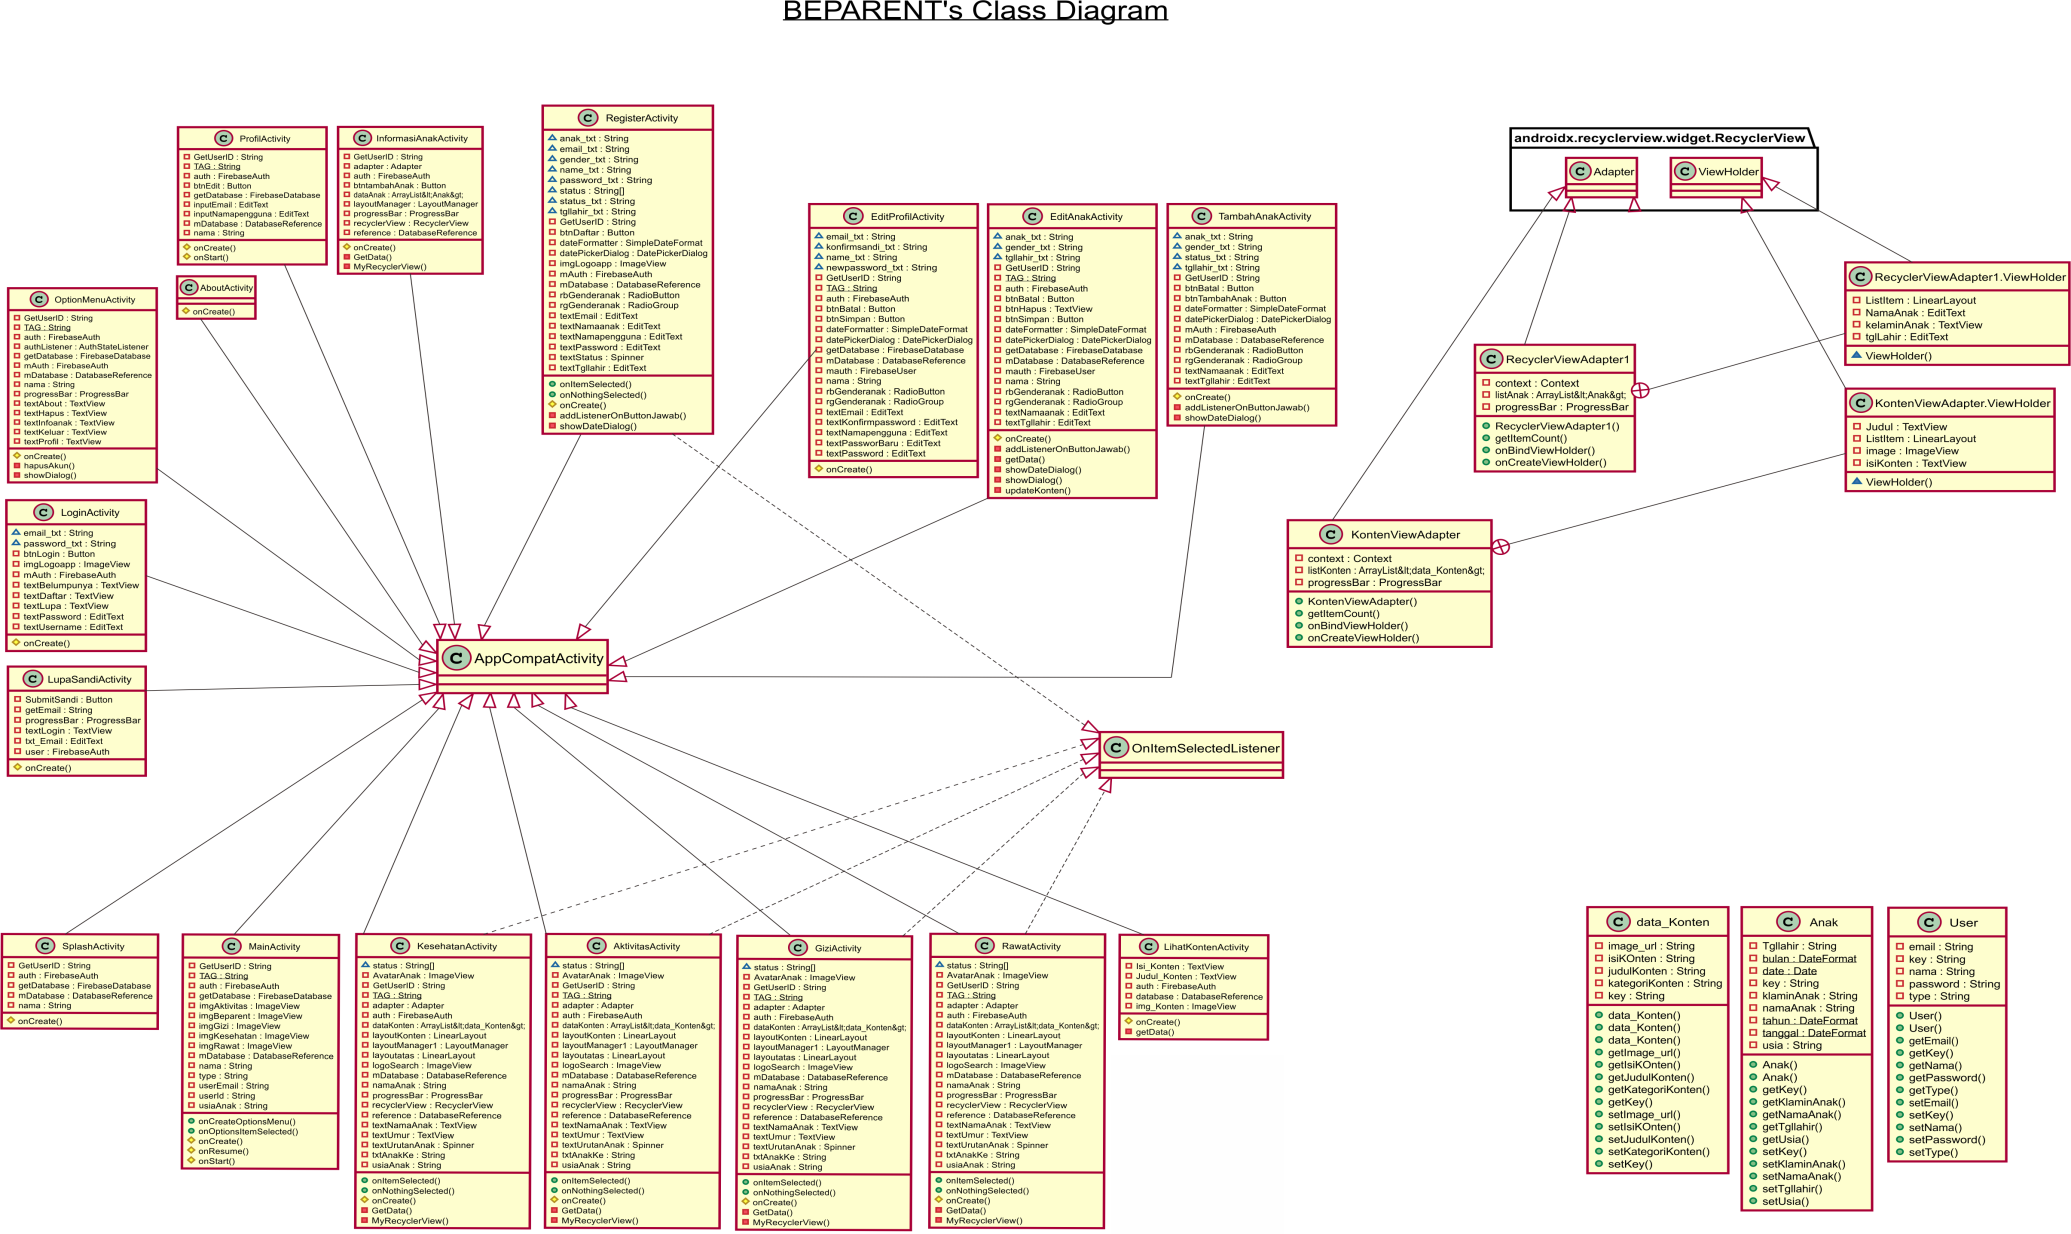 BEPARENT's Class Diagram
C ProfilActivity
GetUserID : String
TAG : String
auth : FirebaseAuth
btnEdit : Button
getDatabase : FirebaseDatabase
inputEmail : EditText
inputNamapengguna : EditText
mDatabase : DatabaseReference
nama : String
onCreate()
onStart()
C InformasiAnakActivity
GetUserID : String
adapter : Adapter
auth : FirebaseAuth
btntambahAnak : Button
dataAnak : ArrayList&lt;Anak&gt;
layoutManager : LayoutManager
progressBar : ProgressBar
recyclerView : RecyclerView
reference : DatabaseReference
onCreate()
GetData()
MyRecyclerView()
C RegisterActivity
anak_txt : String
email_txt : String
gender_txt : String
name_txt : String
password_txt : String
status : String[]
status_txt : String
tgllahir_txt : String
GetUserID : String
btnDaftar : Button
dateFormatter : SimpleDateFormat
datePickerDialog : DatePickerDialog
imgLogoapp : ImageView
mAuth : FirebaseAuth
mDatabase : DatabaseReference
rbGenderanak : RadioButton
rgGenderanak : RadioGroup
textEmail : EditText
textNamaanak : EditText
textNamapengguna : EditText
textPassword : EditText
textStatus : Spinner
textTgllahir : EditText
onItemSelected()
onNothingSelected()
onCreate()
addListenerOnButtonJawab()
showDateDialog()
C EditProfilActivity
email_txt : String
konfirmsandi_txt : String
name_txt : String
newpassword_txt : String
GetUserID : String
TAG : String
auth : FirebaseAuth
btnBatal : Button
btnSimpan : Button
dateFormatter : SimpleDateFormat
datePickerDialog : DatePickerDialog
getDatabase : FirebaseDatabase
mDatabase : DatabaseReference
mauth : FirebaseUser
nama : String
rbGenderanak : RadioButton
rgGenderanak : RadioGroup
textEmail : EditText
textKonfirmpassword : EditText
textNamapengguna : EditText
textPassworBaru : EditText
textPassword : EditText
onCreate()
C EditAnakActivity
anak_txt : String
gender_txt : String
tgllahir_txt : String
GetUserID : String
TAG : String
auth : FirebaseAuth
btnBatal : Button
btnHapus : TextView
btnSimpan : Button
dateFormatter : SimpleDateFormat
datePickerDialog : DatePickerDialog
getDatabase : FirebaseDatabase
mDatabase : DatabaseReference
mauth : FirebaseUser
nama : String
rbGenderanak : RadioButton
rgGenderanak : RadioGroup
textNamaanak : EditText
textTgllahir : EditText
onCreate()
addListenerOnButtonJawab()
getData()
showDateDialog()
showDialog()
updateKonten()
C TambahAnakActivity
anak_txt : String
gender_txt : String
status_txt : String
tgllahir_txt : String
GetUserID : String
btnBatal : Button
btnTambahAnak : Button
dateFormatter : SimpleDateFormat
datePickerDialog : DatePickerDialog
mAuth : FirebaseAuth
mDatabase : DatabaseReference
rbGenderanak : RadioButton
rgGenderanak : RadioGroup
textNamaanak : EditText
textTgllahir : EditText
onCreate()
addListenerOnButtonJawab()
showDateDialog()
androidx.recyclerview.widget.RecyclerView
C Adapter
C ViewHolder
C RecyclerViewAdapter1.ViewHolder
ListItem : LinearLayout
NamaAnak : EditText
kelaminAnak : TextView
tglLahir : EditText
ViewHolder()
C RecyclerViewAdapter1
context : Context
listAnak : ArrayList&lt;Anak&gt;
progressBar : ProgressBar
RecyclerViewAdapter1()
getItemCount()
onBindViewHolder()
onCreateViewHolder()
C KontenViewAdapter.ViewHolder
Judul : TextView
ListItem : LinearLayout
image : ImageView
isiKonten : TextView
ViewHolder()
C KontenViewAdapter
context : Context
listKonten : ArrayList&lt;data_Konten&gt;
progressBar : ProgressBar
KontenViewAdapter()
getItemCount()
onBindViewHolder()
onCreateViewHolder()
C AboutActivity
onCreate()
C OptionMenuActivity
GetUserID : String
TAG : String
auth : FirebaseAuth
authListener : AuthStateListener
getDatabase : FirebaseDatabase
mAuth : FirebaseAuth
mDatabase : DatabaseReference
nama : String
progressBar : ProgressBar
textAbout : TextView
textHapus : TextView
textInfoanak : TextView
textKeluar : TextView
textProfil : TextView
onCreate()
hapusAkun()
showDialog()
C LoginActivity
email_txt : String
password_txt : String
btnLogin : Button
imgLogoapp : ImageView
mAuth : FirebaseAuth
textBelumpunya : TextView
textDaftar : TextView
textLupa : TextView
textPassword : EditText
textUsername : EditText
onCreate()
C LupaSandiActivity
SubmitSandi : Button
getEmail : String
progressBar : ProgressBar
textLogin : TextView
txt_Email : EditText
user : FirebaseAuth
onCreate()
C AppCompatActivity
C OnItemSelectedListener
C SplashActivity
GetUserID : String
auth : FirebaseAuth
getDatabase : FirebaseDatabase
mDatabase : DatabaseReference
nama : String
onCreate()
C MainActivity
GetUserID : String
TAG : String
auth : FirebaseAuth
getDatabase : FirebaseDatabase
imgAktivitas : ImageView
imgBeparent : ImageView
imgGizi : ImageView
imgKesehatan : ImageView
imgRawat : ImageView
mDatabase : DatabaseReference
nama : String
type : String
userEmail : String
userId : String
usiaAnak : String
onCreateOptionsMenu()
onOptionsItemSelected()
onCreate()
onResume()
onStart()
C KesehatanActivity
status : String[]
AvatarAnak : ImageView
GetUserID : String
TAG : String
adapter : Adapter
auth : FirebaseAuth
dataKonten : ArrayList&lt;data_Konten&gt;
layoutKonten : LinearLayout
layoutManager1 : LayoutManager
layoutatas : LinearLayout
logoSearch : ImageView
mDatabase : DatabaseReference
namaAnak : String
progressBar : ProgressBar
recyclerView : RecyclerView
reference : DatabaseReference
textNamaAnak : TextView
textUmur : TextView
textUrutanAnak : Spinner
txtAnakKe : String
usiaAnak : String
onItemSelected()
onNothingSelected()
onCreate()
GetData()
MyRecyclerView()
C AktivitasActivity
status : String[]
AvatarAnak : ImageView
GetUserID : String
TAG : String
adapter : Adapter
auth : FirebaseAuth
dataKonten : ArrayList&lt;data_Konten&gt;
layoutKonten : LinearLayout
layoutManager1 : LayoutManager
layoutatas : LinearLayout
logoSearch : ImageView
mDatabase : DatabaseReference
namaAnak : String
progressBar : ProgressBar
recyclerView : RecyclerView
reference : DatabaseReference
textNamaAnak : TextView
textUmur : TextView
textUrutanAnak : Spinner
txtAnakKe : String
usiaAnak : String
onItemSelected()
onNothingSelected()
onCreate()
GetData()
MyRecyclerView()
C GiziActivity
status : String[]
AvatarAnak : ImageView
GetUserID : String
TAG : String
adapter : Adapter
auth : FirebaseAuth
dataKonten : ArrayList&lt;data_Konten&gt;
layoutKonten : LinearLayout
layoutManager1 : LayoutManager
layoutatas : LinearLayout
logoSearch : ImageView
mDatabase : DatabaseReference
namaAnak : String
progressBar : ProgressBar
recyclerView : RecyclerView
reference : DatabaseReference
textNamaAnak : TextView
textUmur : TextView
textUrutanAnak : Spinner
txtAnakKe : String
usiaAnak : String
onItemSelected()
onNothingSelected()
onCreate()
GetData()
MyRecyclerView()
C RawatActivity
status : String[]
AvatarAnak : ImageView
GetUserID : String
TAG : String
adapter : Adapter
auth : FirebaseAuth
dataKonten : ArrayList&lt;data_Konten&gt;
layoutKonten : LinearLayout
layoutManager1 : LayoutManager
layoutatas : LinearLayout
logoSearch : ImageView
mDatabase : DatabaseReference
namaAnak : String
progressBar : ProgressBar
recyclerView : RecyclerView
reference : DatabaseReference
textNamaAnak : TextView
textUmur : TextView
textUrutanAnak : Spinner
txtAnakKe : String
usiaAnak : String
onItemSelected()
onNothingSelected()
onCreate()
GetData()
MyRecyclerView()
C LihatKontenActivity
Isi_Konten : TextView
Judul_Konten : TextView
auth : FirebaseAuth
database : DatabaseReference
img_Konten : ImageView
onCreate()
getData()
C data_Konten
image_url : String
isiKOnten : String
judulKonten : String
kategoriKonten : String
key : String
data_Konten()
data_Konten()
data_Konten()
getImage_url()
getIsiKOnten()
getJudulKonten()
getKategoriKonten()
getKey()
setImage_url()
setIsiKOnten()
setJudulKonten()
setKategoriKonten()
setKey()
C Anak
Tgllahir : String
bulan : DateFormat
date : Date
key : String
klaminAnak : String
namaAnak : String
tahun : DateFormat
tanggal : DateFormat
usia : String
Anak()
Anak()
getKey()
getKlaminAnak()
getNamaAnak()
getTgllahir()
getUsia()
setKey()
setKlaminAnak()
setNamaAnak()
setTgllahir()
setUsia()
C User
email : String
key : String
nama : String
password : String
type : String
User()
User()
getEmail()
getKey()
getNama()
getPassword()
getType()
setEmail()
setKey()
setNama()
setPassword()
setType()